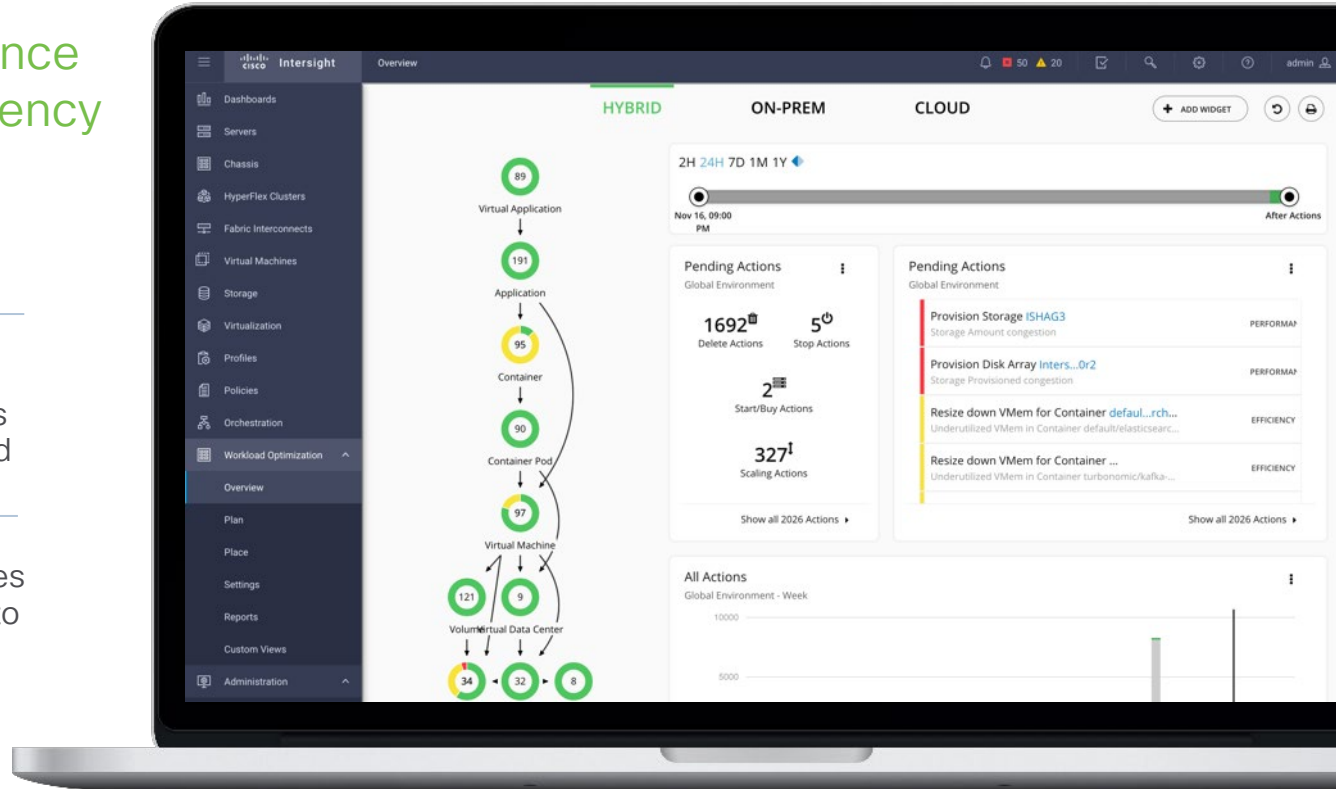 nce
ency
s
d
es
to
cisco Intersight
Overview
50
20
admin
Dashboards
Servers
Chassis
HyperFlex Clusters
Fabric Interconnects
Virtual Machines
Storage
Virtualization
Profiles
Policies
Orchestration
Workload Optimization
Overview
Plan
Place
Settings
Reports
Custom Views
Administration
HYBRID
ON-PREM
CLOUD
+ ADD WIDGET
89
Virtual Application
191
Application
95
Container
90
Container Pod
97
Virtual Machine
121
9
Volume
Virtual Data Center
34
32
8
2H 24H 7D 1M 1Y
Nov 16, 09:00
PM
After Actions
Pending Actions
Global Environment
1692
Delete Actions
5
Stop Actions
2
Start/Buy Actions
327
Scaling Actions
Show all 2026 Actions
Pending Actions
Global Environment
Provision Storage ISHAG3
Storage Amount congestion
PERFORMAN
Provision Disk Array Inters...0r2
Storage Provisioned congestion
PERFORMAN
Resize down VMem for Container defaul...rch...
Underutilized VMem in Container default/elasticsearc...
EFFICIENCY
Resize down VMem for Container ...
Underutilized VMem in Container turbonomic/kafka-...
EFFICIENCY
Show all 2026 Actions
All Actions
Global Environment - Week
10000
5000